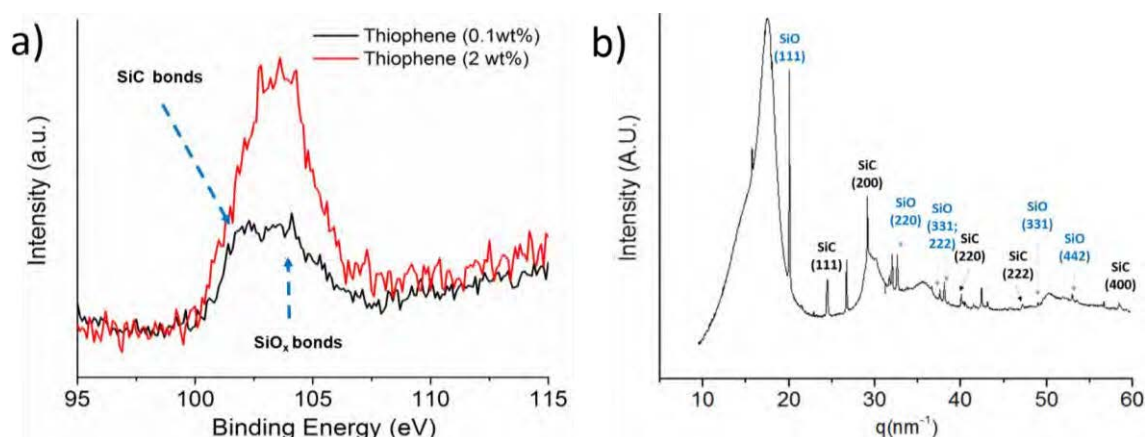 a)
Thiophene (0.1wt%)
Thiophene (2 wt%)
SiC bonds
SiOx bonds
Intensity (a.u.)
95 100 105 110 115
Binding Energy (eV)
b)
SiO
(111)
SiC
(200)
SiO
(220)
SiO
(331;
222)
SiC
(111)
SiC
(220)
SiC
(222)
SiO
(331)
SiO
(442)
SiC
(400)
Intensity (A.U.)
10 20 30 40 50 60
q(nm⁻¹)